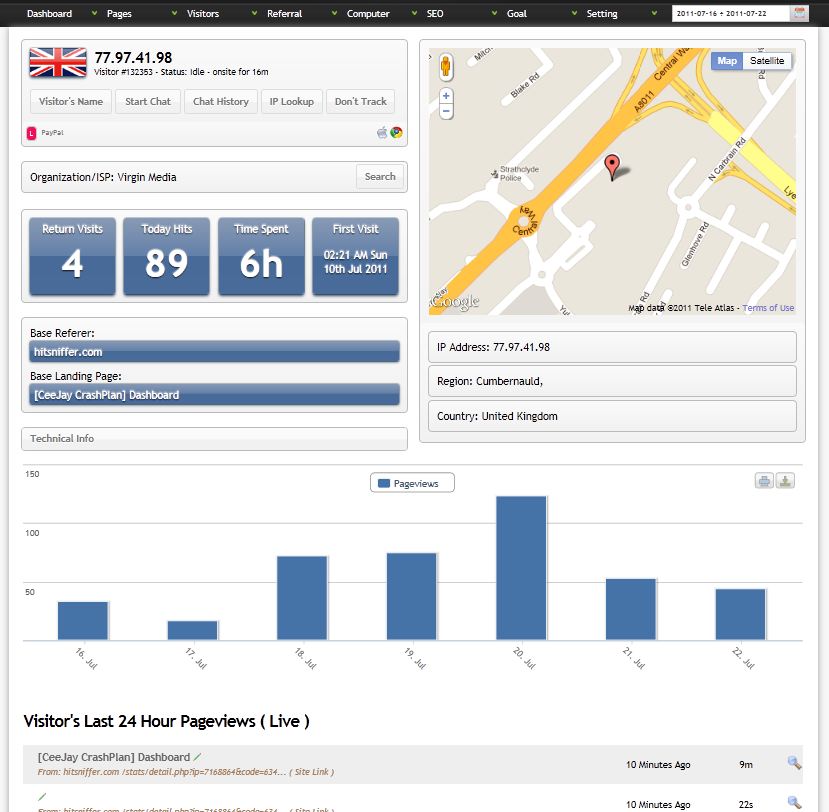 Dashboard Pages Visitors Referral Computer SEO Goal Setting 2011-07-16 ÷ 2011-07-22
77.97.41.98
Visitor #132353 - Status: Idle - onsite for 16m
Visitor's Name Start Chat Chat History IP Lookup Don't Track
L PayPal
Organization/ISP: Virgin Media Search
Return Visits Today Hits Time Spent First Visit
4 89 6h 02:21 AM Sun
10th Jul 2011
Base Referer:
hitsniffer.com
Base Landing Page:
[CeeJay CrashPlan] Dashboard
Technical Info
Map Satellite
Blake Rd
Central Way
A8011
N Carbrain Rd
Strathclyde
Police
Central Way
Glenhove Rd
Rd
Google
Map data ©2011 Tele Atlas - Terms of Use
IP Address: 77.97.41.98
Region: Cumbernauld,
Country: United Kingdom
150
Pageviews
100
50
16. Jul 17. Jul 18. Jul 19. Jul 20. Jul 21. Jul 22. Jul
Visitor's Last 24 Hour Pageviews ( Live )
[CeeJay CrashPlan] Dashboard 10 Minutes Ago 9m
From: hitsniffer.com /stats/detail.php?ip=7168864&code=634... ( Site Link )
10 Minutes Ago 22s
From: hitsniffer.com /stats/detail.php?ip=7168864&code=634... ( Site Link )